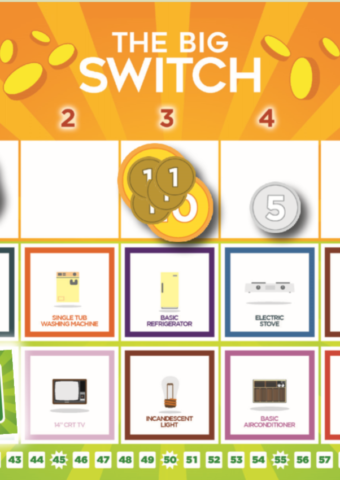 THE BIG
SWITCH
2 3 4
1 1
1 0
5
SINGLE TUB
WASHING MACHINE
BASIC
REFRIGERATOR
ELECTRIC
STOVE
14" CRT TV
INCANDESCENT
LIGHT
BASIC
AIRCONDITIONER
43 44 45 46 47 48 49 50 51 52 53 54 55 56 57